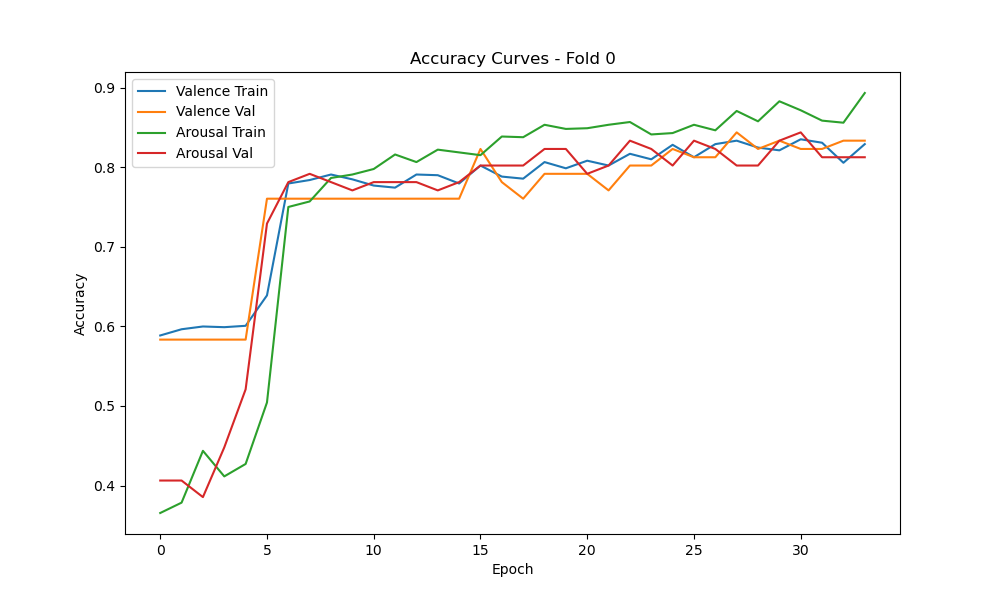 Accuracy Curves - Fold 0
Valence Train
Valence Val
Arousal Train
Arousal Val
0.9
0.8
0.7
0.6
0.5
0.4
Accuracy
0 5 10 15 20 25 30
Epoch